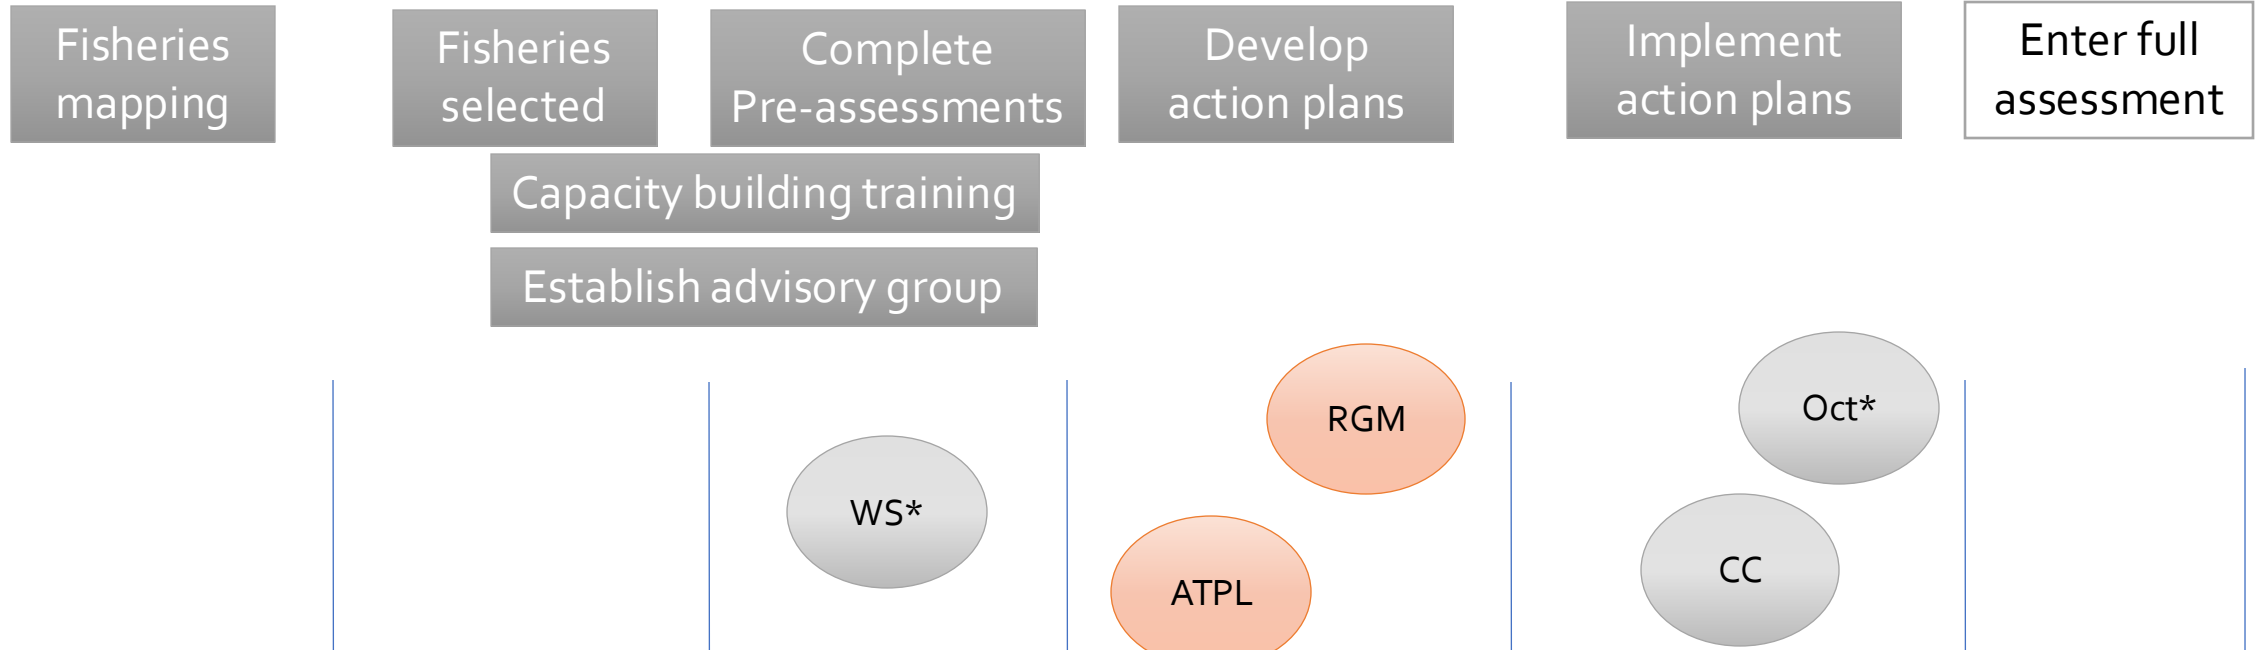 Fisheries
mapping
Fisheries
selected
Complete
Pre-assessments
Develop
action plans
Implement
action plans
Enter full
assessment
Capacity building training
Establish advisory group
RGM
Oct*
WS*
CC
ATPL